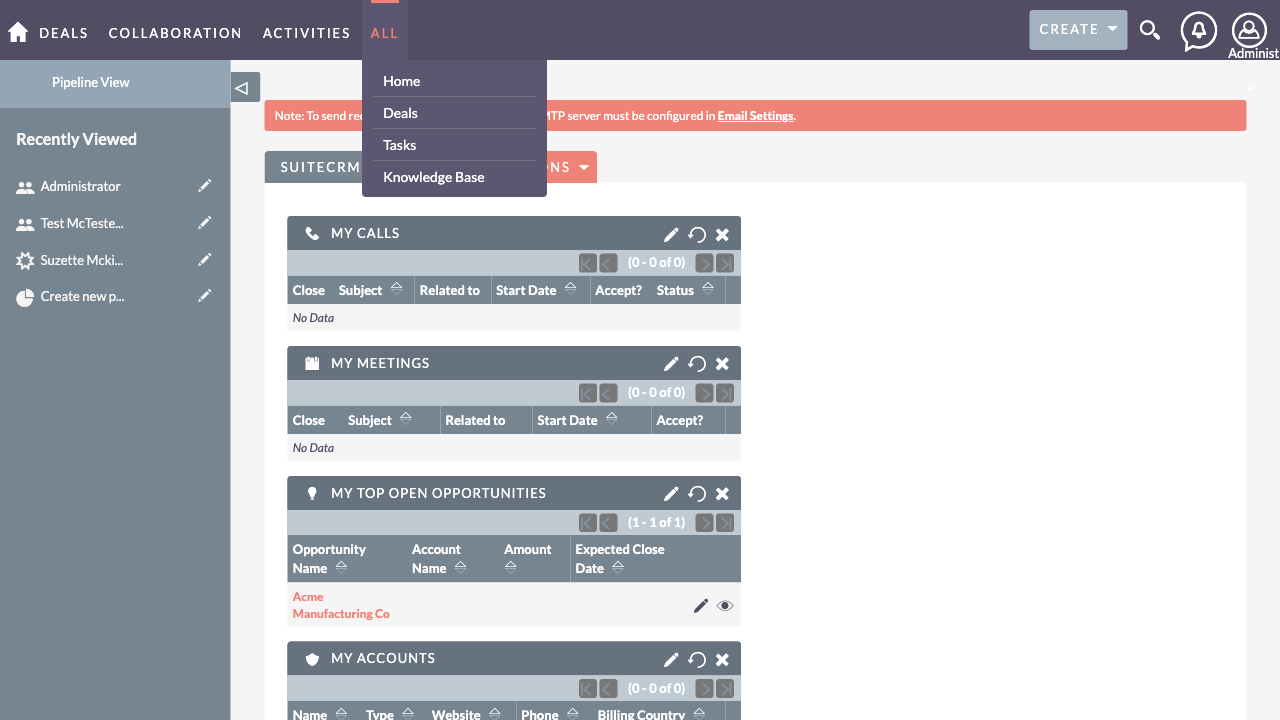 DEALS COLLABORATION ACTIVITIES ALL CREATE
Administ
Home
Deals
Tasks
Knowledge Base
Pipeline View
Recently Viewed
Administrator
Test McTeste...
Suzette Mcki...
Create new p...
Note: To send rec MTP server must be configured in Email Settings.
SUITECRM ONS
MY CALLS
(0 - 0 of 0)
Close Subject Related to Start Date Accept? Status
No Data
MY MEETINGS
(0 - 0 of 0)
Close Subject Related to Start Date Accept?
No Data
MY TOP OPEN OPPORTUNITIES
(1 - 1 of 1)
Opportunity Name Account Name Amount Expected Close Date
Acme
Manufacturing Co
MY ACCOUNTS
(0 - 0 of 0)
Name Type Website Phone Billing Country